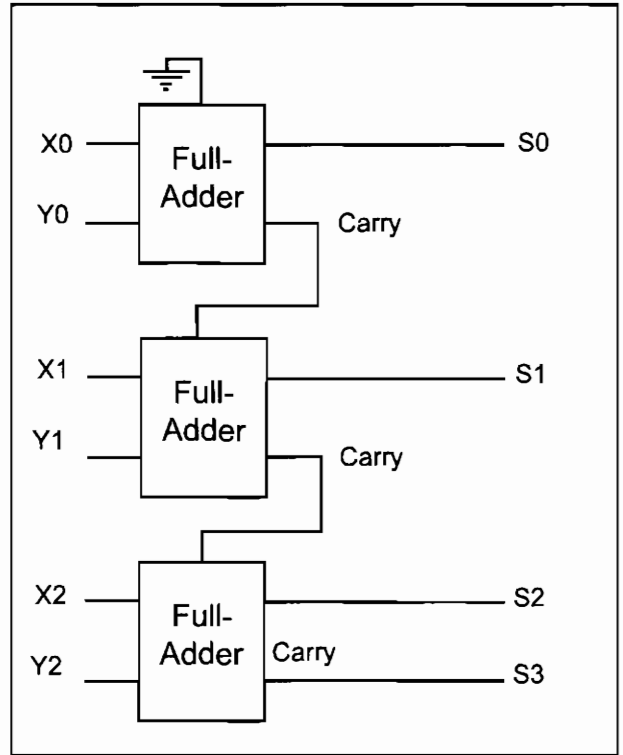 X0
Full-
Adder
S0
Y0
Carry
X1
Full-
Adder
S1
Y1
Carry
X2
Full-
Adder
S2
Y2
Carry
S3